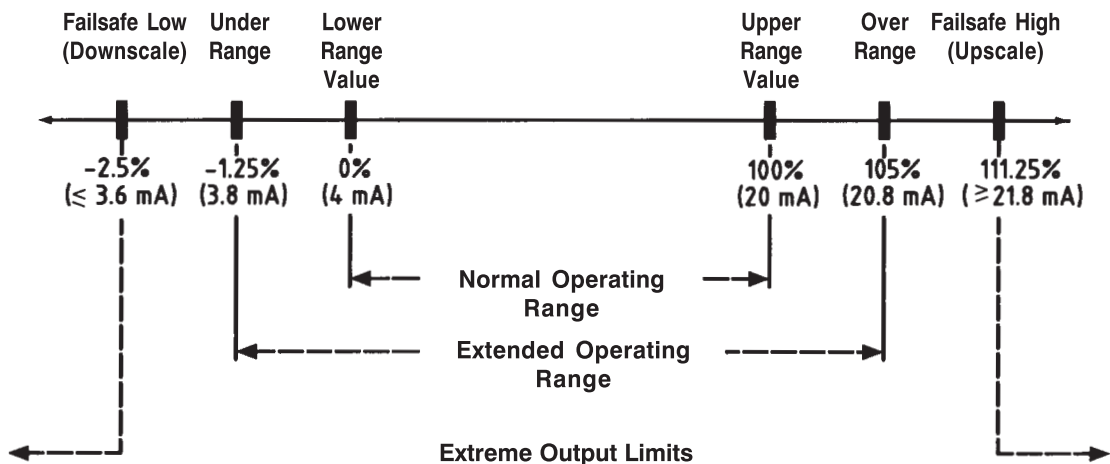 Failsafe Low Under Lower Upper Over Failsafe High
(Downscale) Range Range Range Range (Upscale)
Value Value
-2.5% -1.25% 0% 100% 105% 111.25%
(≤ 3.6 mA) (3.8 mA) (4 mA) (20 mA) (20.8 mA) (≥21.8 mA)
Normal Operating
Range
Extended Operating
Range
Extreme Output Limits